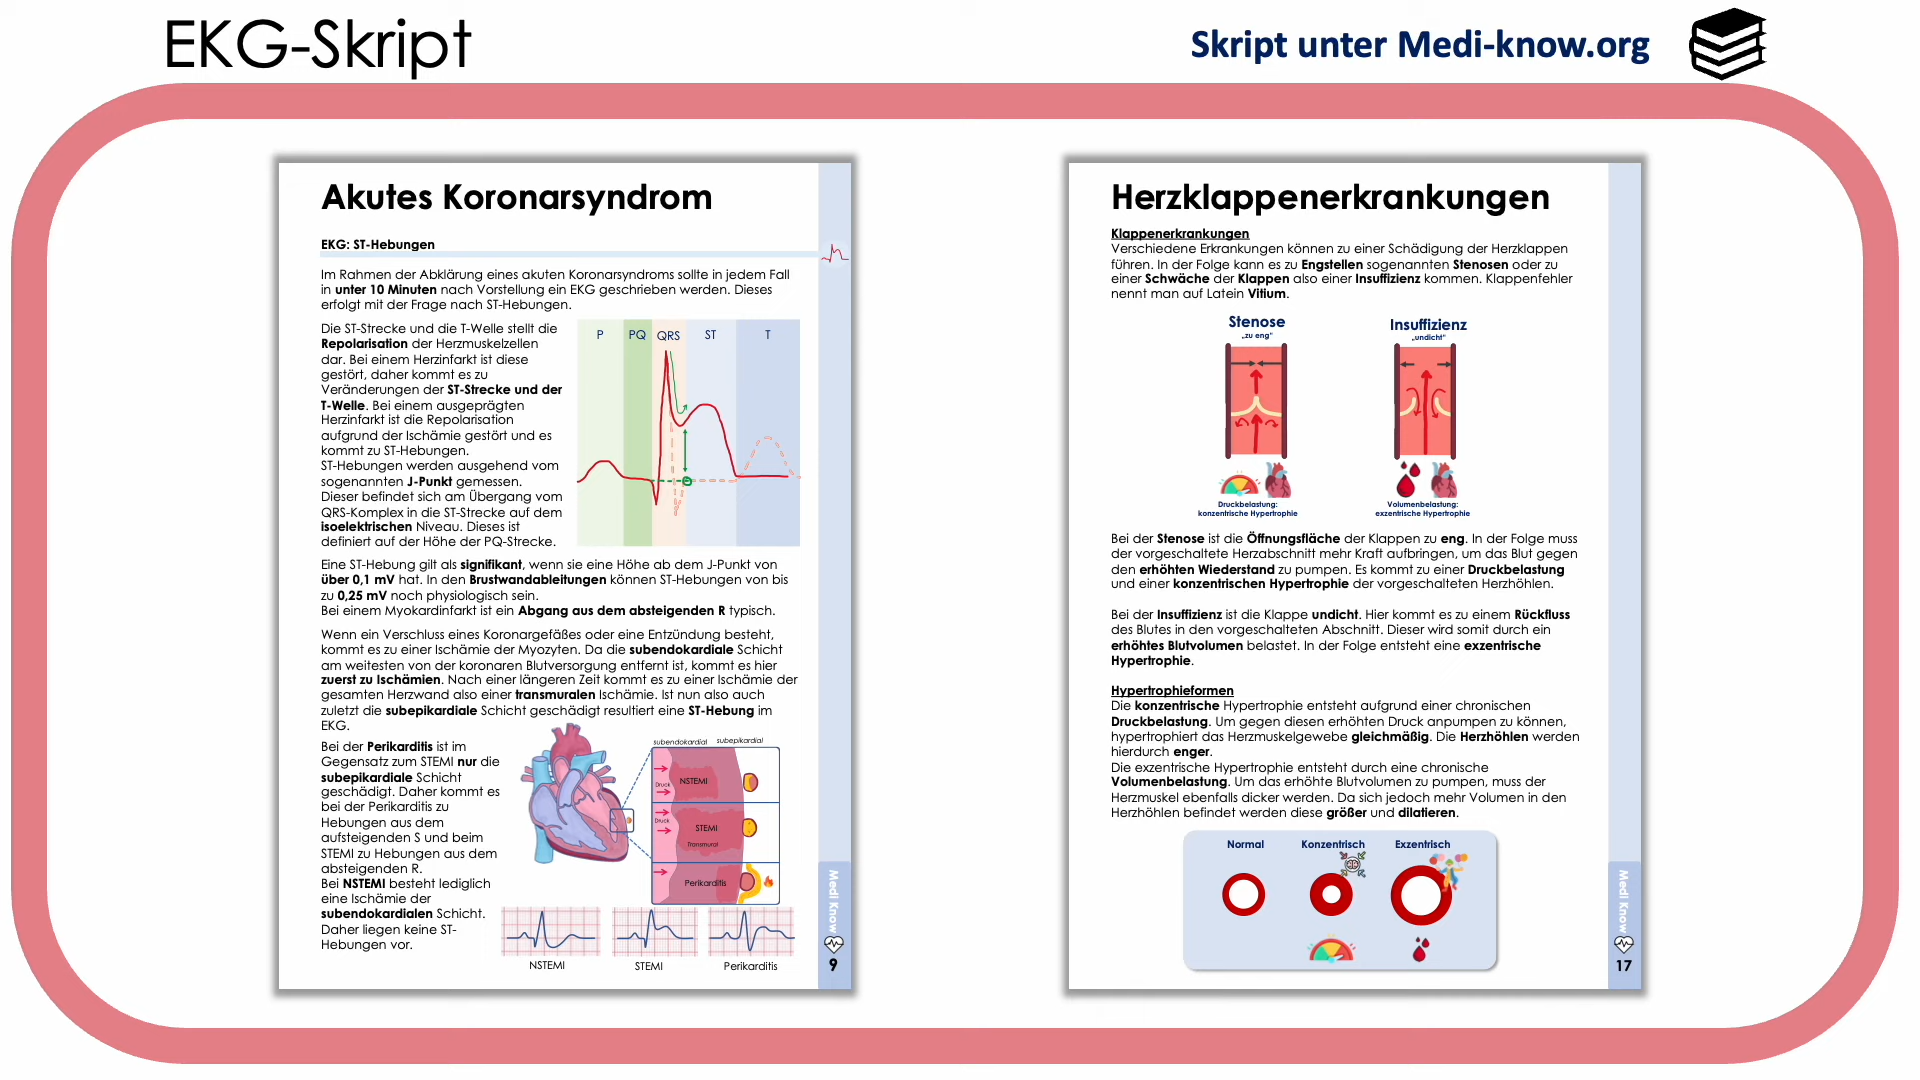 EKG-Skript
Skript unter Medi-know.org
Akutes Koronarsyndrom
EKG: ST-Hebungen
Im Rahmen der Abklärung eines akuten Koronarsyndroms sollte in jedem Fall
in unter 10 Minuten nach Vorstellung ein EKG geschrieben werden. Dieses
erfolgt mit der Frage nach ST-Hebungen.
Die ST-Strecke und die T-Welle stellt die
Repolarisation der Herzmuskelzellen
dar. Bei einem Herzinfarkt ist diese
gestört, daher kommt es zu
Veränderungen der ST-Strecke und der
T-Welle. Bei einem ausgeprägten
Herzinfarkt ist die Repolarisation
aufgrund der Ischämie gestört und es
kommt zu ST-Hebungen.
ST-Hebungen werden ausgehend vom
sogenannten J-Punkt gemessen.
Dieser befindet sich am Übergang vom
QRS-Komplex in die ST-Strecke auf dem
isoelektrischen Niveau. Dieses ist
definiert auf der Höhe der PQ-Strecke.
P PQ QRS ST T
Eine ST-Hebung gilt als signifikant, wenn sie eine Höhe ab dem J-Punkt von
über 0,1 mV hat. In den Brustwandableitungen können ST-Hebungen von bis
zu 0,25 mV noch physiologisch sein.
Bei einem Myokardinfarkt ist ein Abgang aus dem absteigenden R typisch.
Wenn ein Verschluss eines Koronargefäßes oder eine Entzündung besteht,
kommt es zu einer Ischämie der Myozyten. Da die subendokardiale Schicht
am weitesten von der koronaren Blutversorgung entfernt ist, kommt es hier
zuerst zu Ischämien. Nach einer längeren Zeit kommt es zu einer Ischämie der
gesamten Herzwand also einer transmuralen Ischämie. Ist nun also auch
zuletzt die subepikardiale Schicht geschädigt resultiert eine ST-Hebung im
EKG.
Bei der Perikarditis ist im
Gegensatz zum STEMI nur die
subepikardiale Schicht
geschädigt. Daher kommt es
bei der Perikarditis zu
Hebungen aus dem
aufsteigenden S und beim
STEMI zu Hebungen aus dem
absteigenden R.
Bei NSTEMI besteht lediglich
eine Ischämie der
subendokardialen Schicht.
Daher liegen keine ST-
Hebungen vor.
subendokardial subepikardial
NSTEMI
Druck
STEMI
Druck
Transmural
Perikarditis
NSTEMI STEMI Perikarditis
Medi Know
9
Herzklappenerkrankungen
Klappenerkrankungen
Verschiedene Erkrankungen können zu einer Schädigung der Herzklappen
führen. In der Folge kann es zu Engstellen sogenannten Stenosen oder zu
einer Schwäche der Klappen also einer Insuffizienz kommen. Klappenfehler
nennt man auf Latein Vitium.
Stenose
„zu eng"
Insuffizienz
„undicht"
Druckbelastung:
konzentrische Hypertrophie
Volumenbelastung:
exzentrische Hypertrophie
Bei der Stenose ist die Öffnungsfläche der Klappen zu eng. In der Folge muss
der vorgeschaltete Herzabschnitt mehr Kraft aufbringen, um das Blut gegen
den erhöhten Wiederstand zu pumpen. Es kommt zu einer Druckbelastung
und einer konzentrischen Hypertrophie der vorgeschalteten Herzhöhlen.
Bei der Insuffizienz ist die Klappe undicht. Hier kommt es zu einem Rückfluss
des Blutes in den vorgeschalteten Abschnitt. Dieser wird somit durch ein
erhöhtes Blutvolumen belastet. In der Folge entsteht eine exzentrische
Hypertrophie.
Hypertrophieformen
Die konzentrische Hypertrophie entsteht aufgrund einer chronischen
Druckbelastung. Um gegen diesen erhöhten Druck anpumpen zu können,
hypertrophiert das Herzmuskelgewebe gleichmäßig. Die Herzhöhlen werden
hierdurch enger.
Die exzentrische Hypertrophie entsteht durch eine chronische
Volumenbelastung. Um das erhöhte Blutvolumen zu pumpen, muss der
Herzmuskel ebenfalls dicker werden. Da sich jedoch mehr Volumen in den
Herzhöhlen befindet werden diese größer und dilatieren.
Normal Konzentrisch Exzentrisch
Medi Know
17